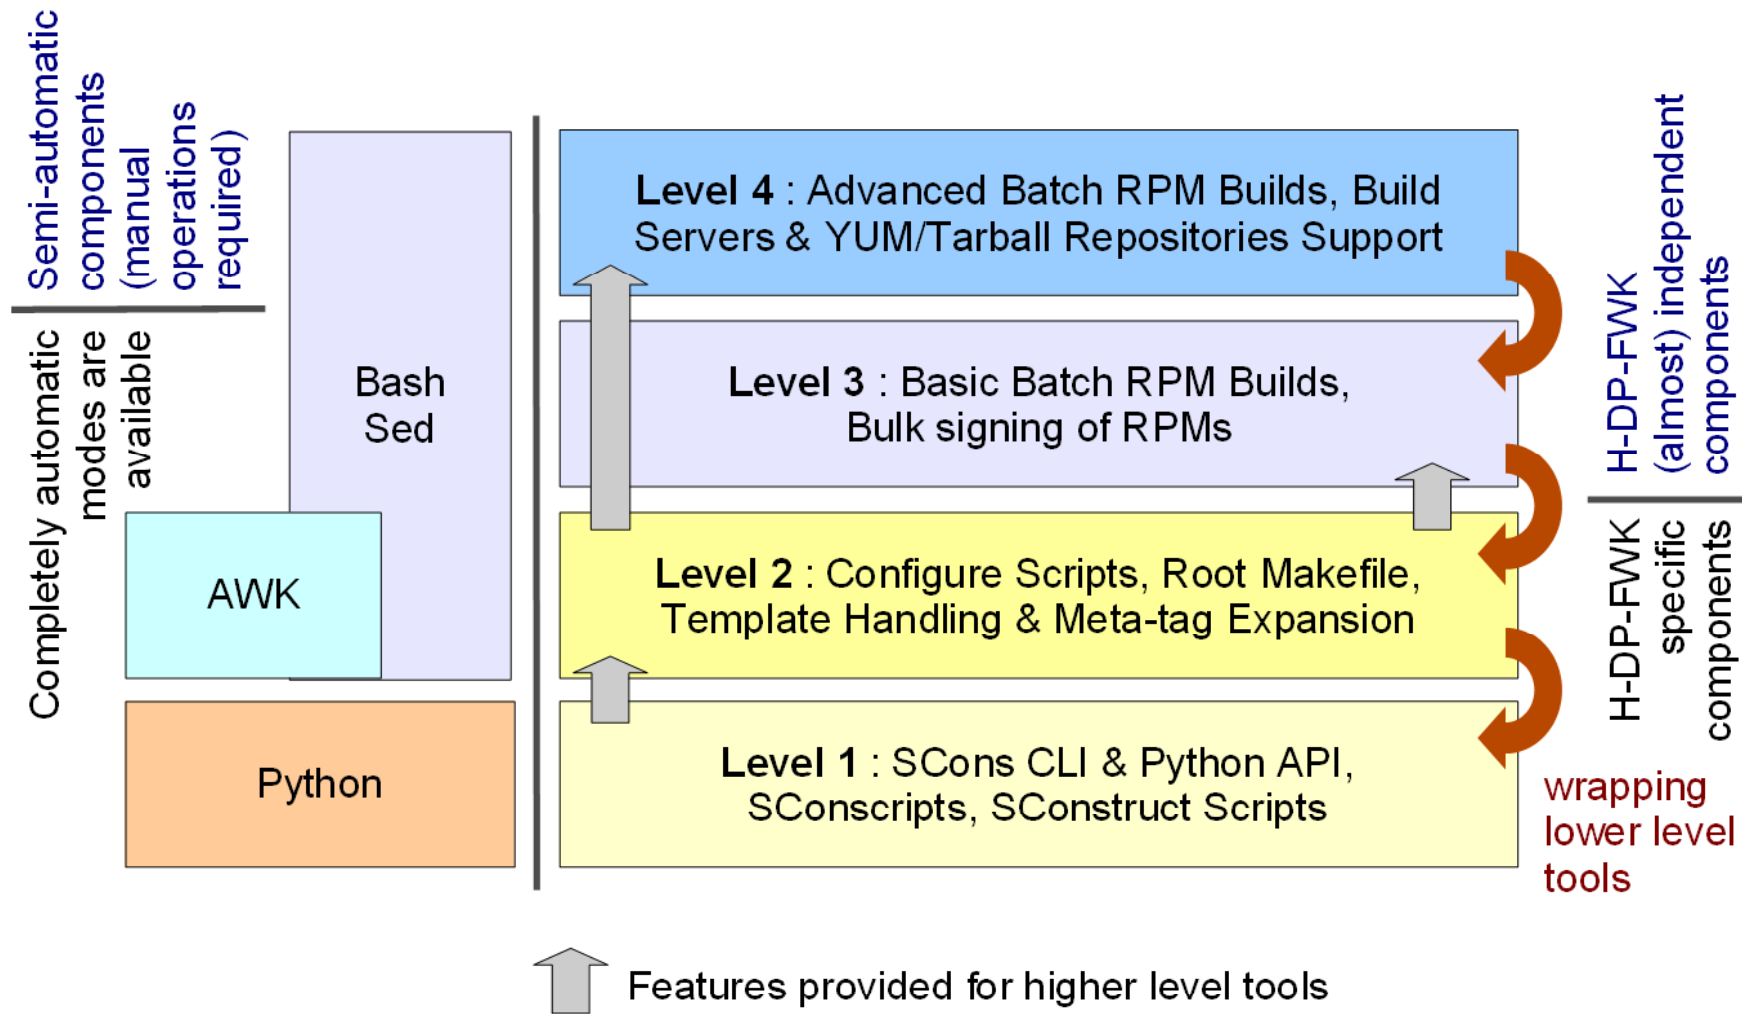 Semi-automatic
components
(manual
operations
required)
Completely automatic
modes are
available
Bash
Sed
AWK
Python
Level 4 : Advanced Batch RPM Builds, Build
Servers & YUM/Tarball Repositories Support
Level 3 : Basic Batch RPM Builds,
Bulk signing of RPMs
Level 2 : Configure Scripts, Root Makefile,
Template Handling & Meta-tag Expansion
Level 1 : SCons CLI & Python API,
SConscripts, SConstruct Scripts
H-DP-FWK
(almost) independent
components
H-DP-FWK
specific
components
wrapping
lower level
tools
Features provided for higher level tools